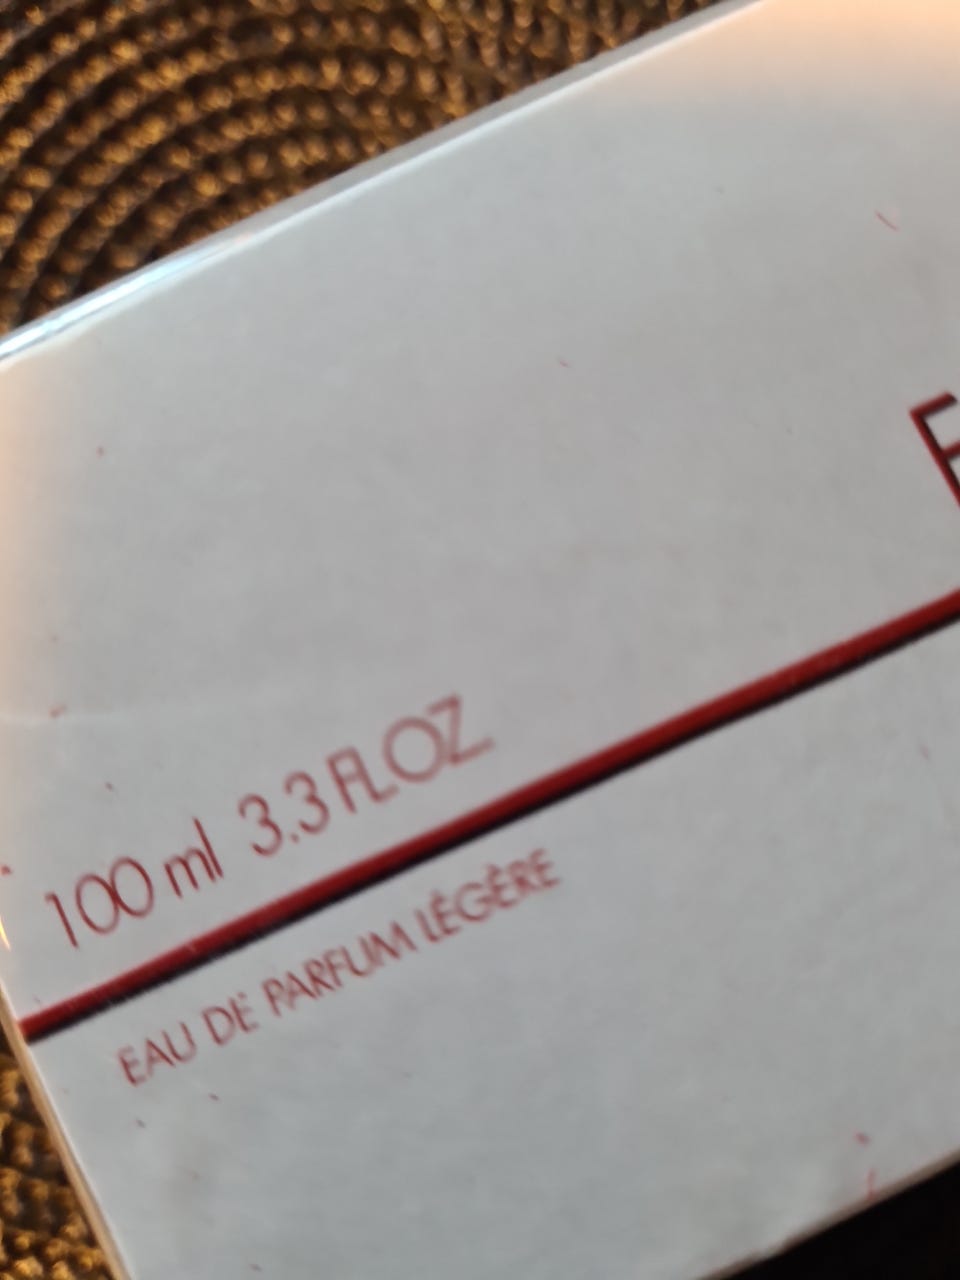 100 ml 3.3 FL OZ
EAU DE PARFUM LÉGÈRE